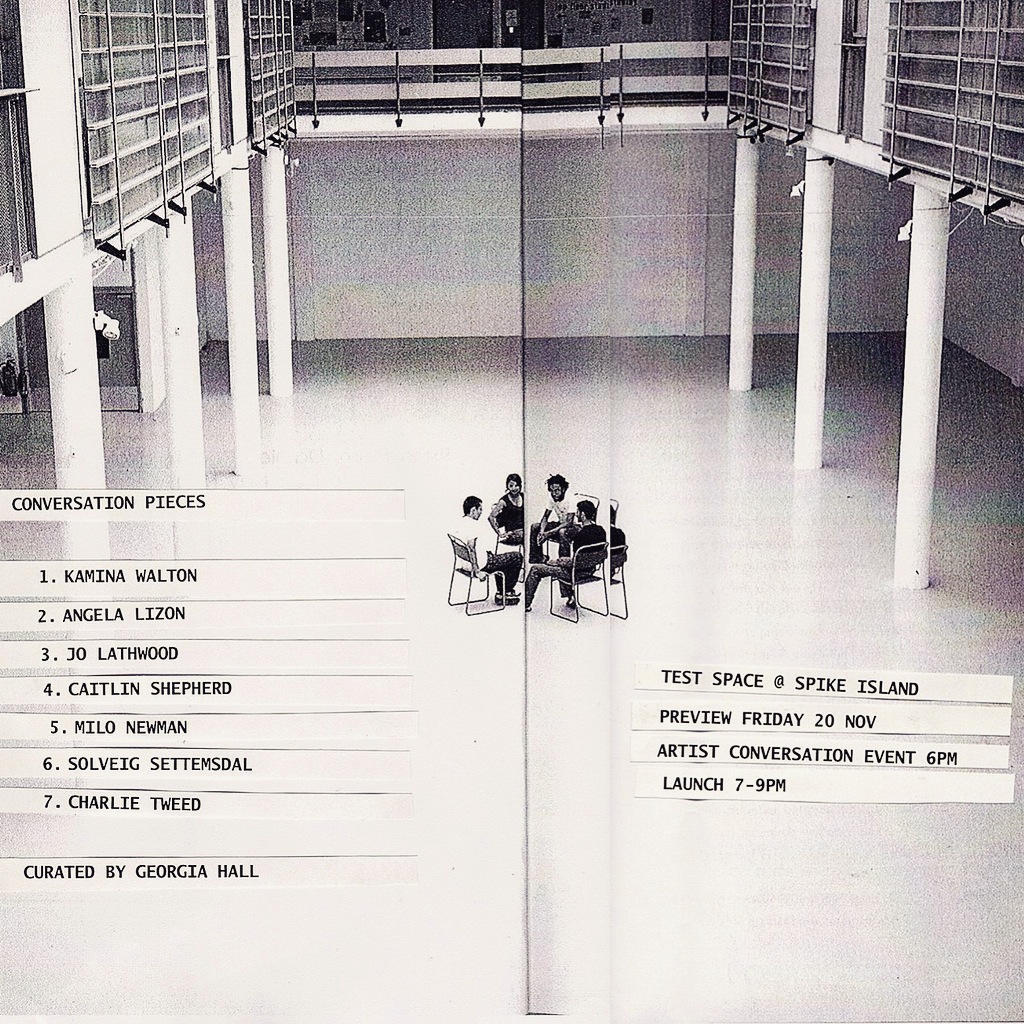 CONVERSATION PIECES
1. KAMINA WALTON
2. ANGELA LIZON
3. JO LATHWOOD
4. CAITLIN SHEPHERD
5. MILO NEWMAN
6. SOLVEIG SETTEMSDAL
7. CHARLIE TWEED
CURATED BY GEORGIA HALL
TEST SPACE @ SPIKE ISLAND
PREVIEW FRIDAY 20 NOV
ARTIST CONVERSATION EVENT 6PM
LAUNCH 7-9PM